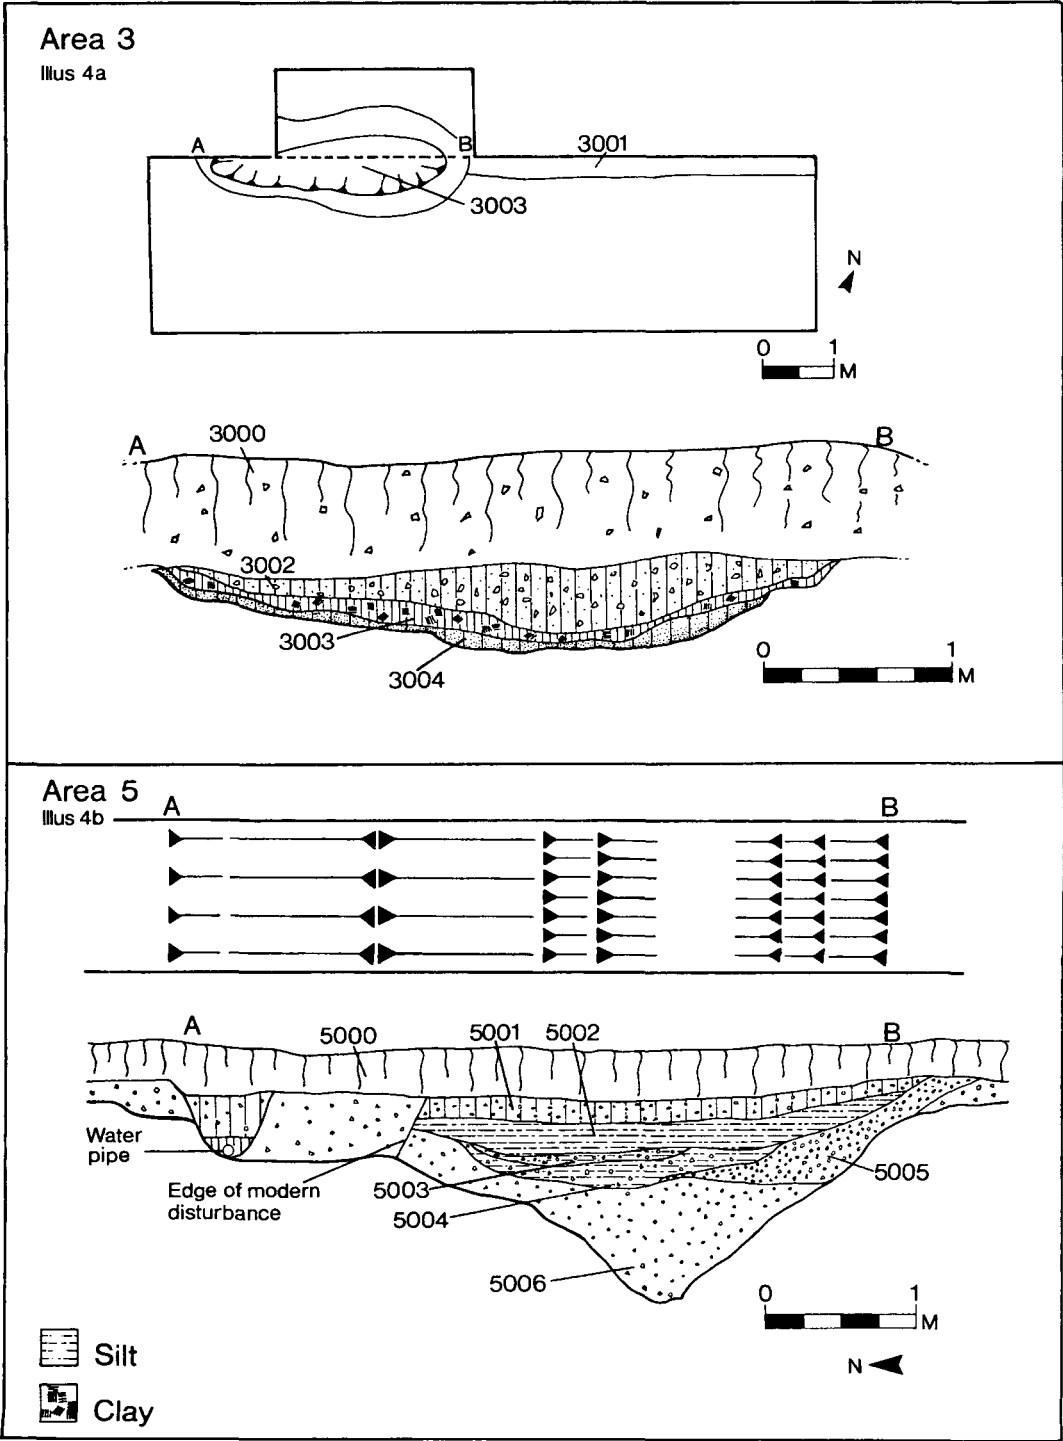 Area 3
Illus 4a
A
B
3001
3003
N
0 1
M
A
3000
B
3002
3003
3004
0 1
M
Area 5
Illus 4b
A
B
A
5000
5001
5002
B
Water
pipe
Edge of modern
disturbance
5003
5004
5005
5006
0 1
M
N
Silt
Clay